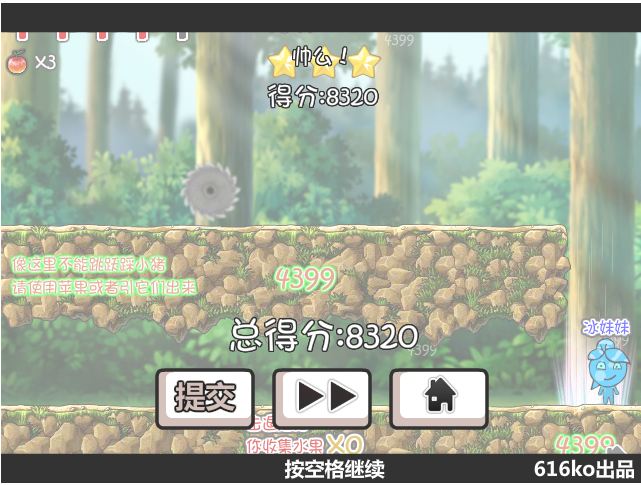 4399
X3
帅么！
得分:8320
像这里不能跳跃踩小猪
请使用苹果或者引它们出来
4399
总得分:8320
4399
冰妹妹
提交
你收集水果XO
4399
按空格继续
616ko出品